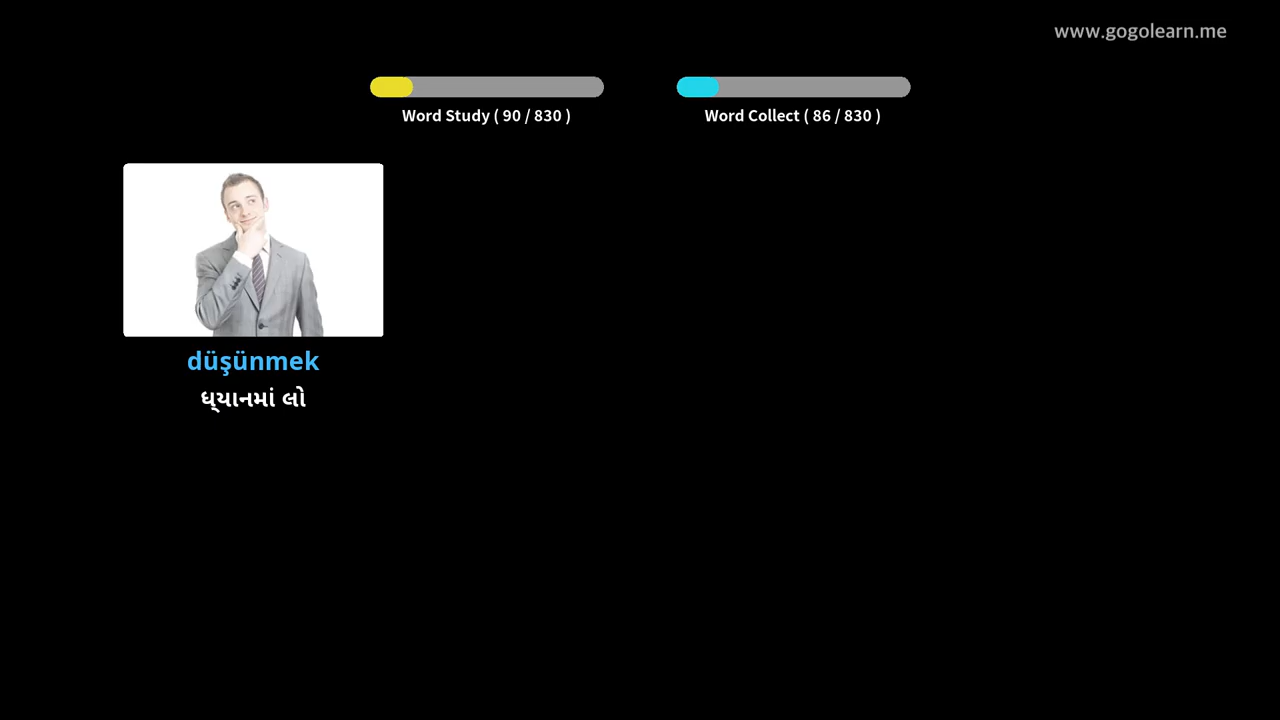 www.gogolearn.me
Word Study ( 90 / 830 )
Word Collect ( 86 / 830 )
düşünmek
ધ્યાનમાં લો